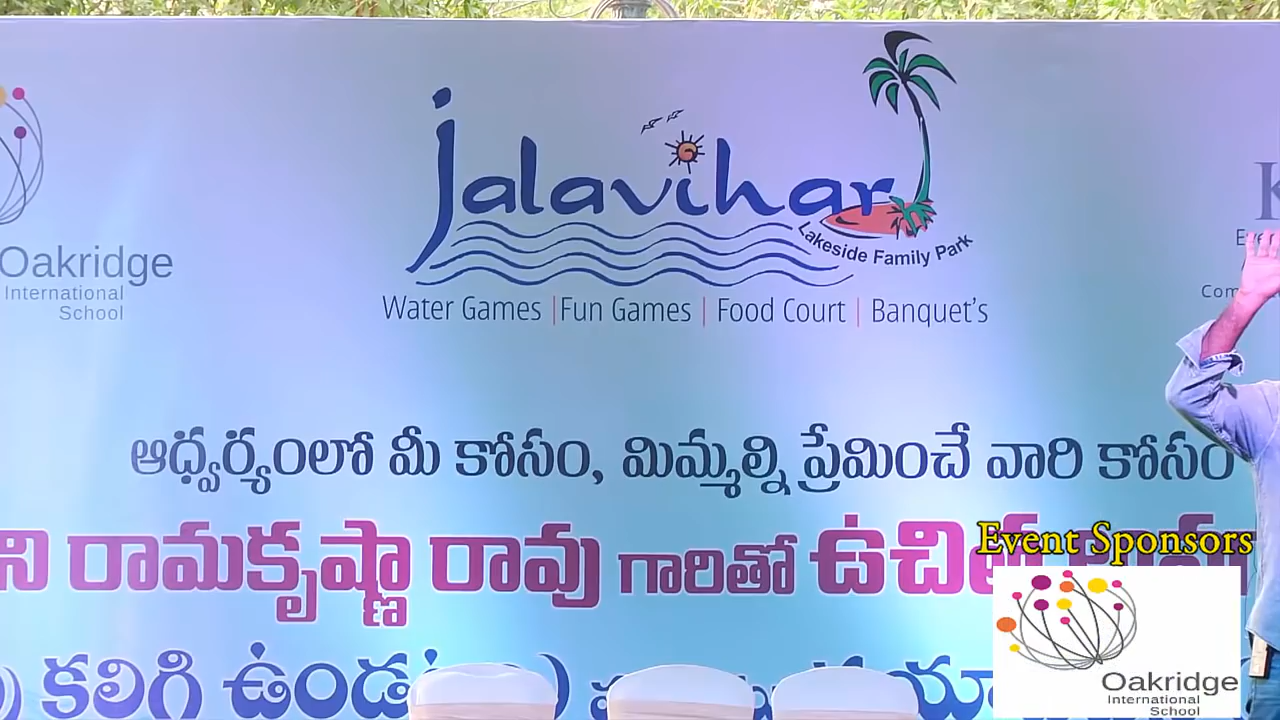 Jalavihar
Lakeside Family Park
Water Games | Fun Games | Food Court | Banquet's
Oakridge
International
School
ఆధ్వర్యంలో మీ కోసం, మిమ్మల్ని ప్రేమించే వారి కోసం
ని రామకృష్ణా రావు గారితో
కలిగి
Event Sponsors
Oakridge
International
School